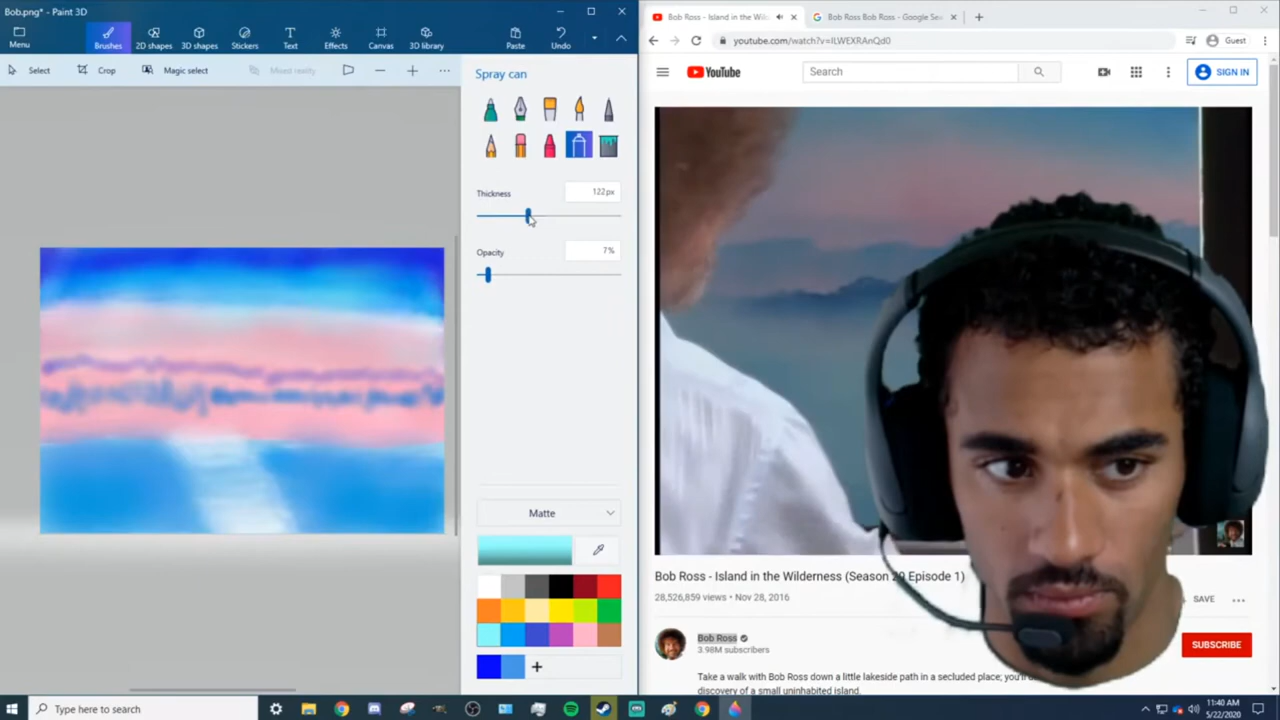 Bob.png* - Paint 3D
Menu
Brushes
2D shapes
3D shapes
Stickers
Text
Effects
Canvas
3D library
Paste
Undo
Select
Crop
Magic select
Mixed reality
Spray can
Thickness
122px
Opacity
7%
Matte
Type here to search
Bob Ross - Island in the Wild
Bob Ross Bob Ross - Google Sea
youtube.com/watch?v=lLWEXRAnQd0
Guest
YouTube
Search
SIGN IN
Bob Ross - Island in the Wilderness (Season 29 Episode 1)
28,526,859 views • Nov 28, 2016
SAVE
Bob Ross
3.98M subscribers
SUBSCRIBE
Take a walk with Bob Ross down a little lakeside path in a secluded place; you'll
discovery of a small uninhabited island.
11:40 AM
5/22/2020